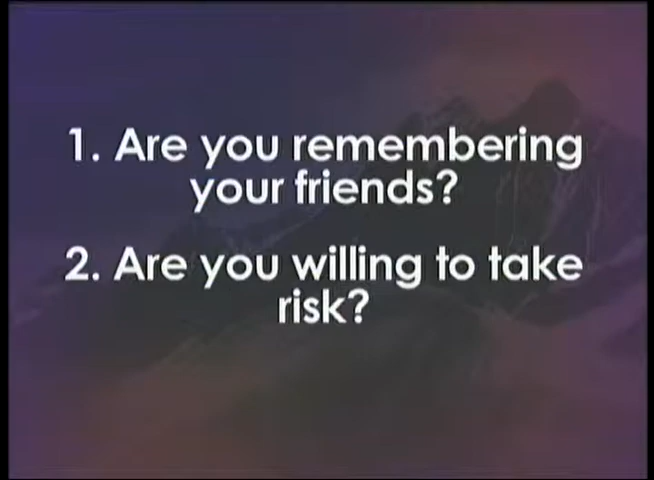 1. Are you remembering
your friends?
2. Are you willing to take
risk?